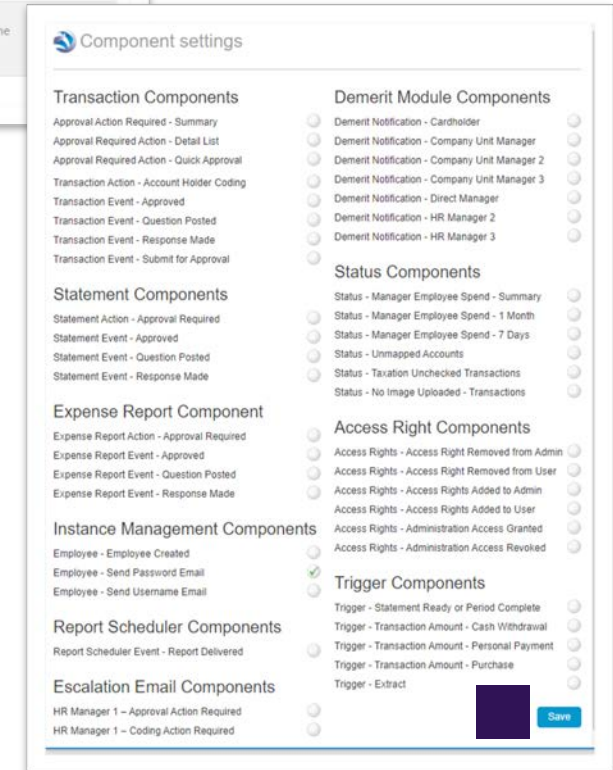 ne
Component settings
Transaction Components
Approval Action Required - Summary
Approval Required Action - Detail List
Approval Required Action - Quick Approval
Transaction Action - Account Holder Coding
Transaction Event - Approved
Transaction Event - Question Posted
Transaction Event - Response Made
Transaction Event - Submit for Approval
Statement Components
Statement Action - Approval Required
Statement Event - Approved
Statement Event - Question Posted
Statement Event - Response Made
Expense Report Component
Expense Report Action - Approval Required
Expense Report Event - Approved
Expense Report Event - Question Posted
Expense Report Event - Response Made
Instance Management Components
Employee - Employee Created
Employee - Send Password Email
Employee - Send Username Email
Report Scheduler Components
Report Scheduler Event - Report Delivered
Escalation Email Components
HR Manager 1 – Approval Action Required
HR Manager 1 – Coding Action Required
Demerit Module Components
Demerit Notification - Cardholder
Demerit Notification - Company Unit Manager
Demerit Notification - Company Unit Manager 2
Demerit Notification - Company Unit Manager 3
Demerit Notification - Direct Manager
Demerit Notification - HR Manager 2
Demerit Notification - HR Manager 3
Status Components
Status - Manager Employee Spend - Summary
Status - Manager Employee Spend - 1 Month
Status - Manager Employee Spend - 7 Days
Status - Unmapped Accounts
Status - Taxation Unchecked Transactions
Status - No Image Uploaded - Transactions
Access Right Components
Access Rights - Access Right Removed from Admin
Access Rights - Access Right Removed from User
Access Rights - Access Rights Added to Admin
Access Rights - Access Rights Added to User
Access Rights - Administration Access Granted
Access Rights - Administration Access Revoked
Trigger Components
Trigger - Statement Ready or Period Complete
Trigger - Transaction Amount - Cash Withdrawal
Trigger - Transaction Amount - Personal Payment
Trigger - Transaction Amount - Purchase
Trigger - Extract
Save